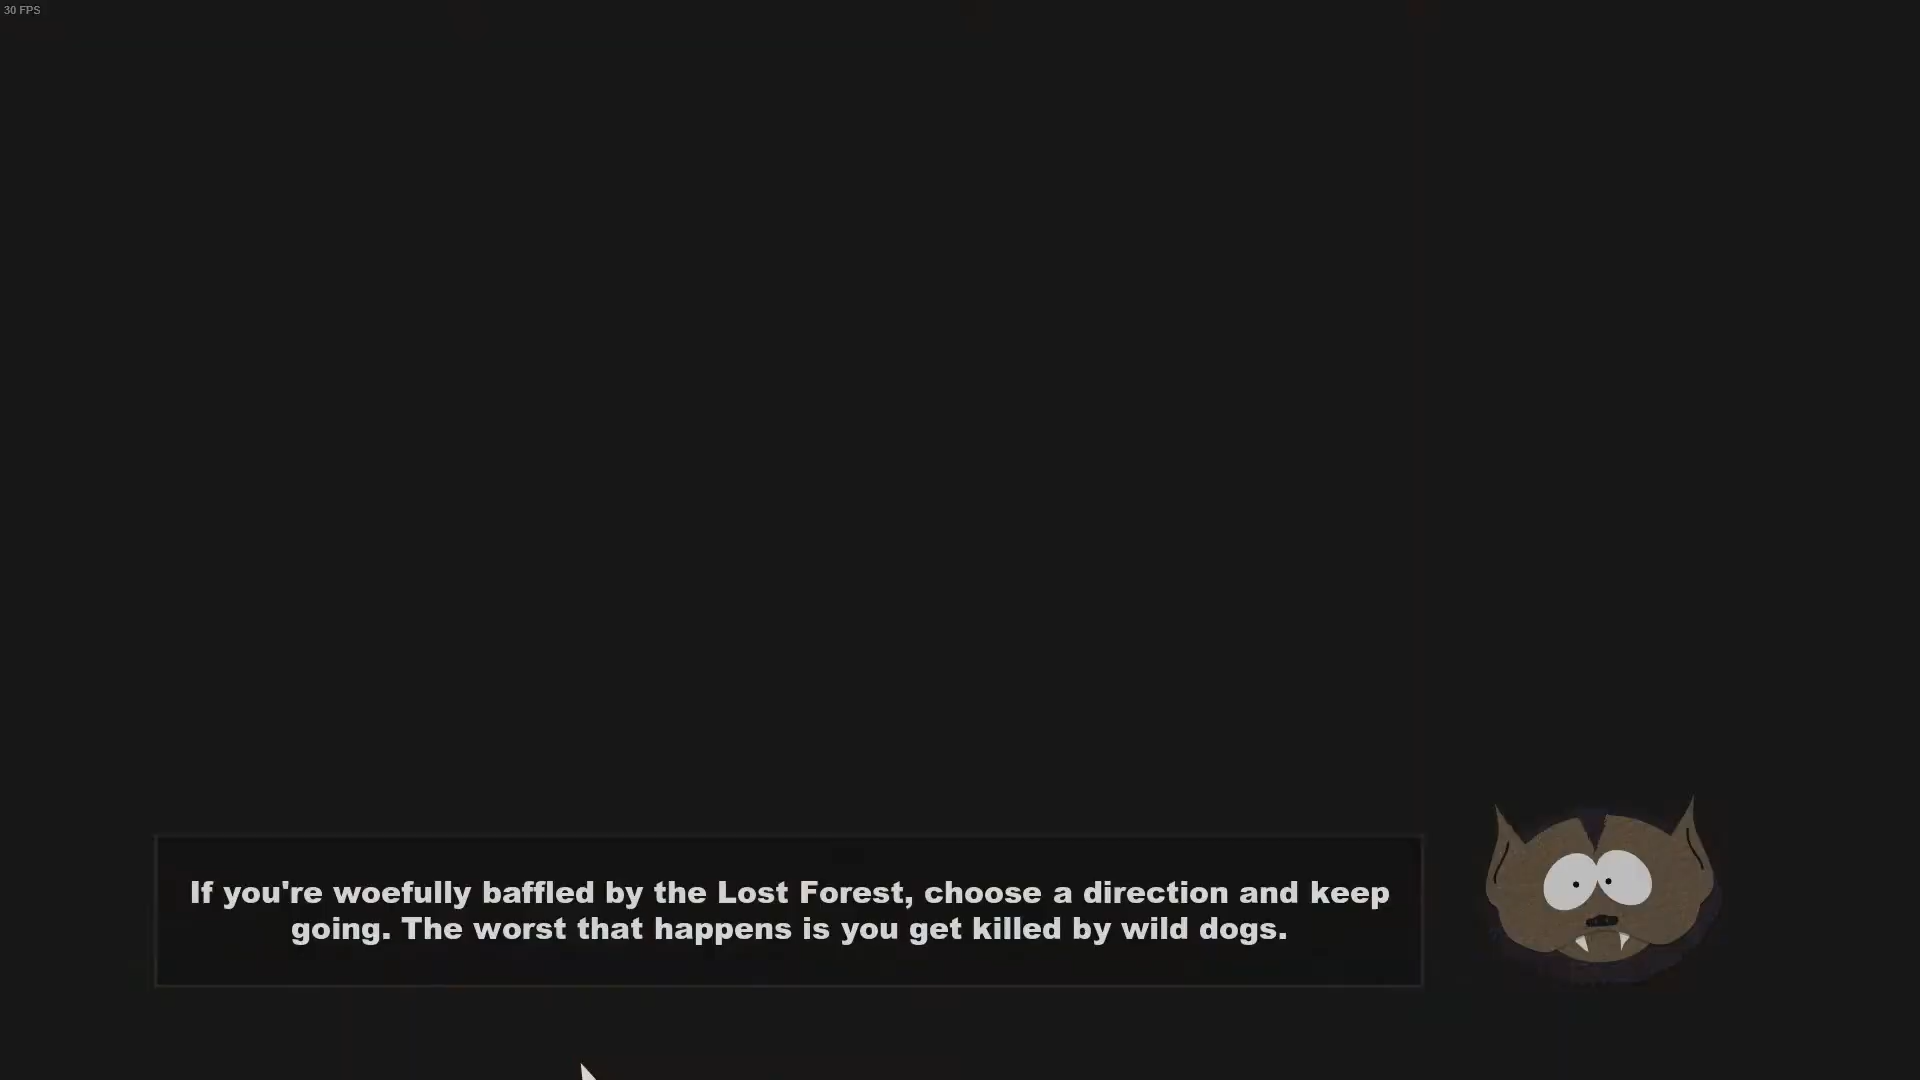 30 FPS
If you're woefully baffled by the Lost Forest, choose a direction and keep
going. The worst that happens is you get killed by wild dogs.